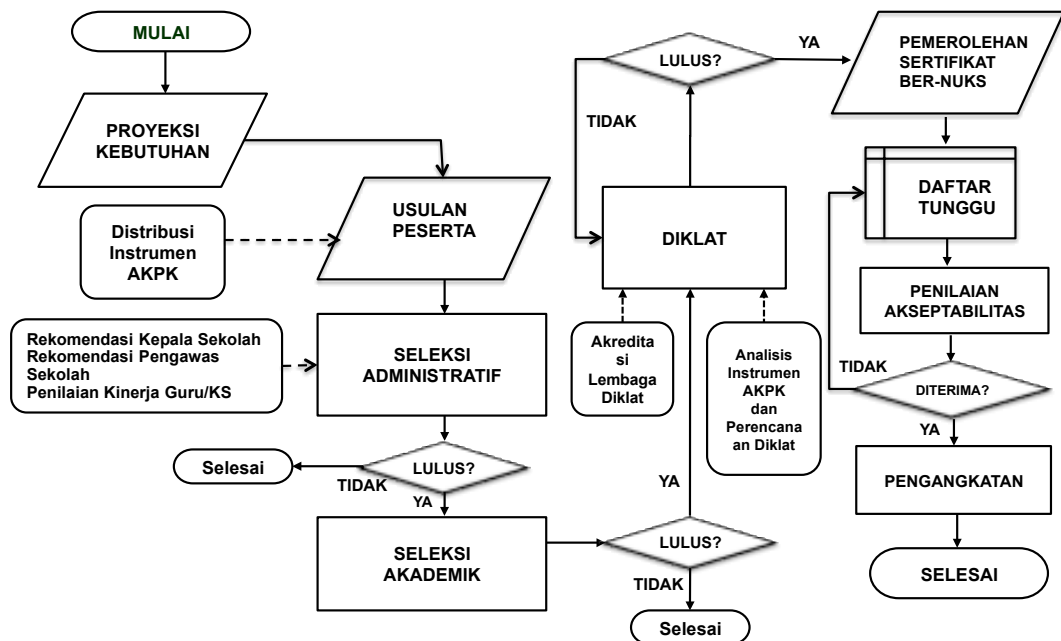 MULAI
PROYEKSI
KEBUTUHAN
USULAN
PESERTA
Distribusi
Instrumen
AKPK
Rekomendasi Kepala Sekolah
Rekomendasi Pengawas
Sekolah
Penilaian Kinerja Guru/KS
SELEKSI
ADMINISTRATIF
LULUS?
TIDAK
Selesai
YA
SELEKSI
AKADEMIK
LULUS?
TIDAK
Selesai
YA
Akredita
si
Lembaga
Diklat
Analisis
Instrumen
AKPK
dan
Perencana
an Diklat
DIKLAT
LULUS?
TIDAK
YA
PEMEROLEHAN
SERTIFIKAT
BER-NUKS
DAFTAR
TUNGGU
PENILAIAN
AKSEPTABILITAS
TIDAK
DITERIMA?
YA
PENGANGKATAN
SELESAI